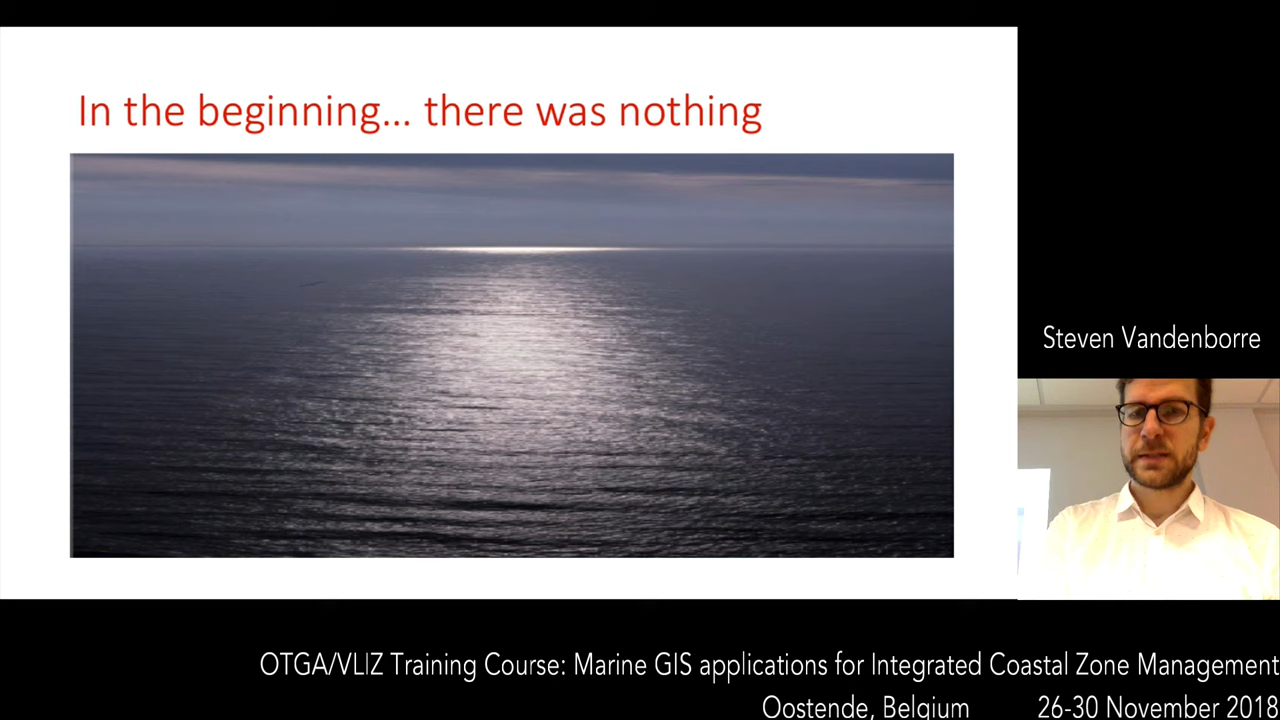 In the beginning... there was nothing
Steven Vandenborre
OTGA/VLIZ Training Course: Marine GIS applications for Integrated Coastal Zone Management
Oostende, Belgium 26-30 November 2018